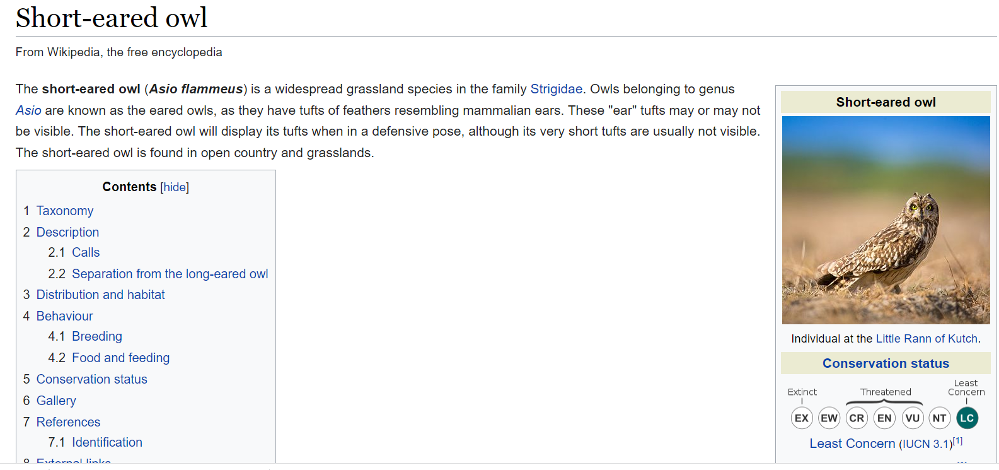 Short-eared owl
From Wikipedia, the free encyclopedia
The short-eared owl (Asio flammeus) is a widespread grassland species in the family Strigidae. Owls belonging to genus
Asio are known as the eared owls, as they have tufts of feathers resembling mammalian ears. These "ear" tufts may or may not
be visible. The short-eared owl will display its tufts when in a defensive pose, although its very short tufts are usually not visible.
The short-eared owl is found in open country and grasslands.
Contents [hide]
1 Taxonomy
2 Description
2.1 Calls
2.2 Separation from the long-eared owl
3 Distribution and habitat
4 Behaviour
4.1 Breeding
4.2 Food and feeding
5 Conservation status
6 Gallery
7 References
7.1 Identification
8 External links
Short-eared owl
Individual at the Little Rann of Kutch.
Conservation status
Extinct
Threatened
Least
Concern
EX EW CR EN VU NT LC
Least Concern (IUCN 3.1)[1]